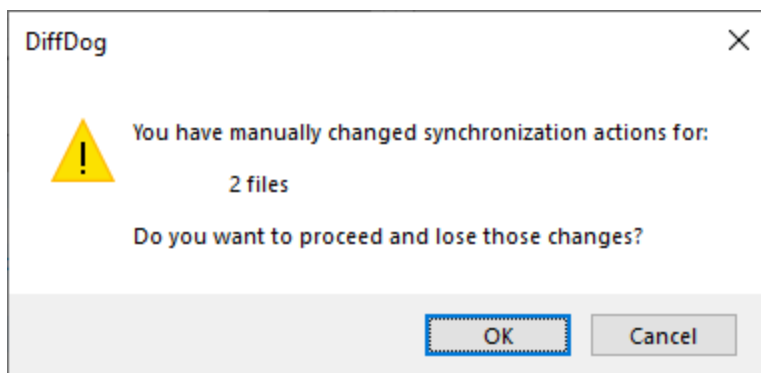 DiffDog
You have manually changed synchronization actions for:
2 files
Do you want to proceed and lose those changes?
OK
Cancel